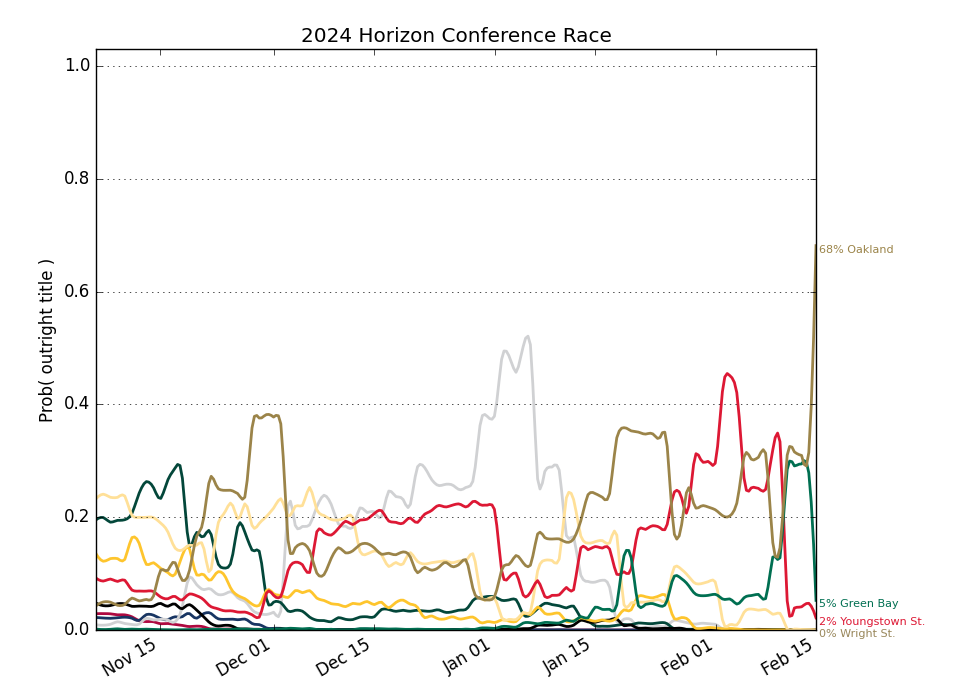 2024 Horizon Conference Race
Prob( outright title )
1.0
0.8
0.6
0.4
0.2
0.0
68% Oakland
5% Green Bay
2% Youngstown St.
0% Wright St.
Nov 15
Dec 01
Dec 15
Jan 01
Jan 15
Feb 01
Feb 15